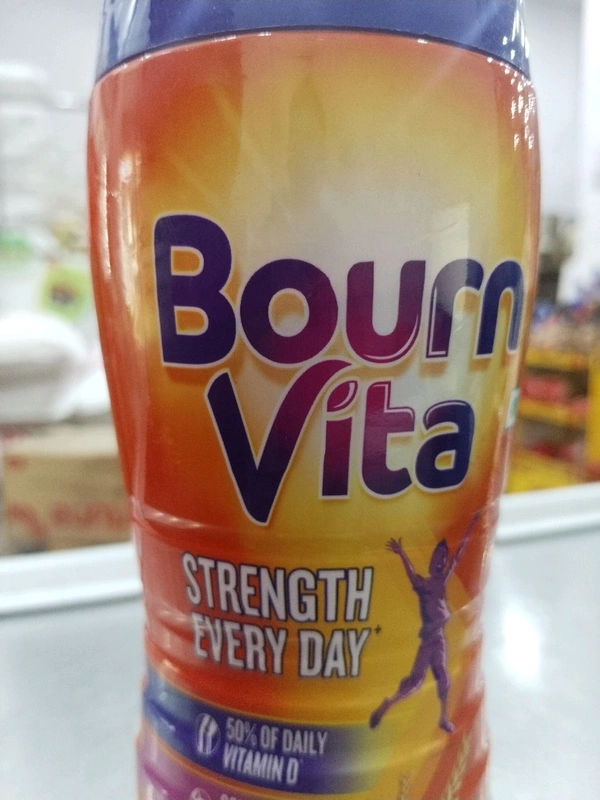 Bourn
Vita
STRENGTH
EVERY DAY+
50% OF DAILY
VITAMIN D